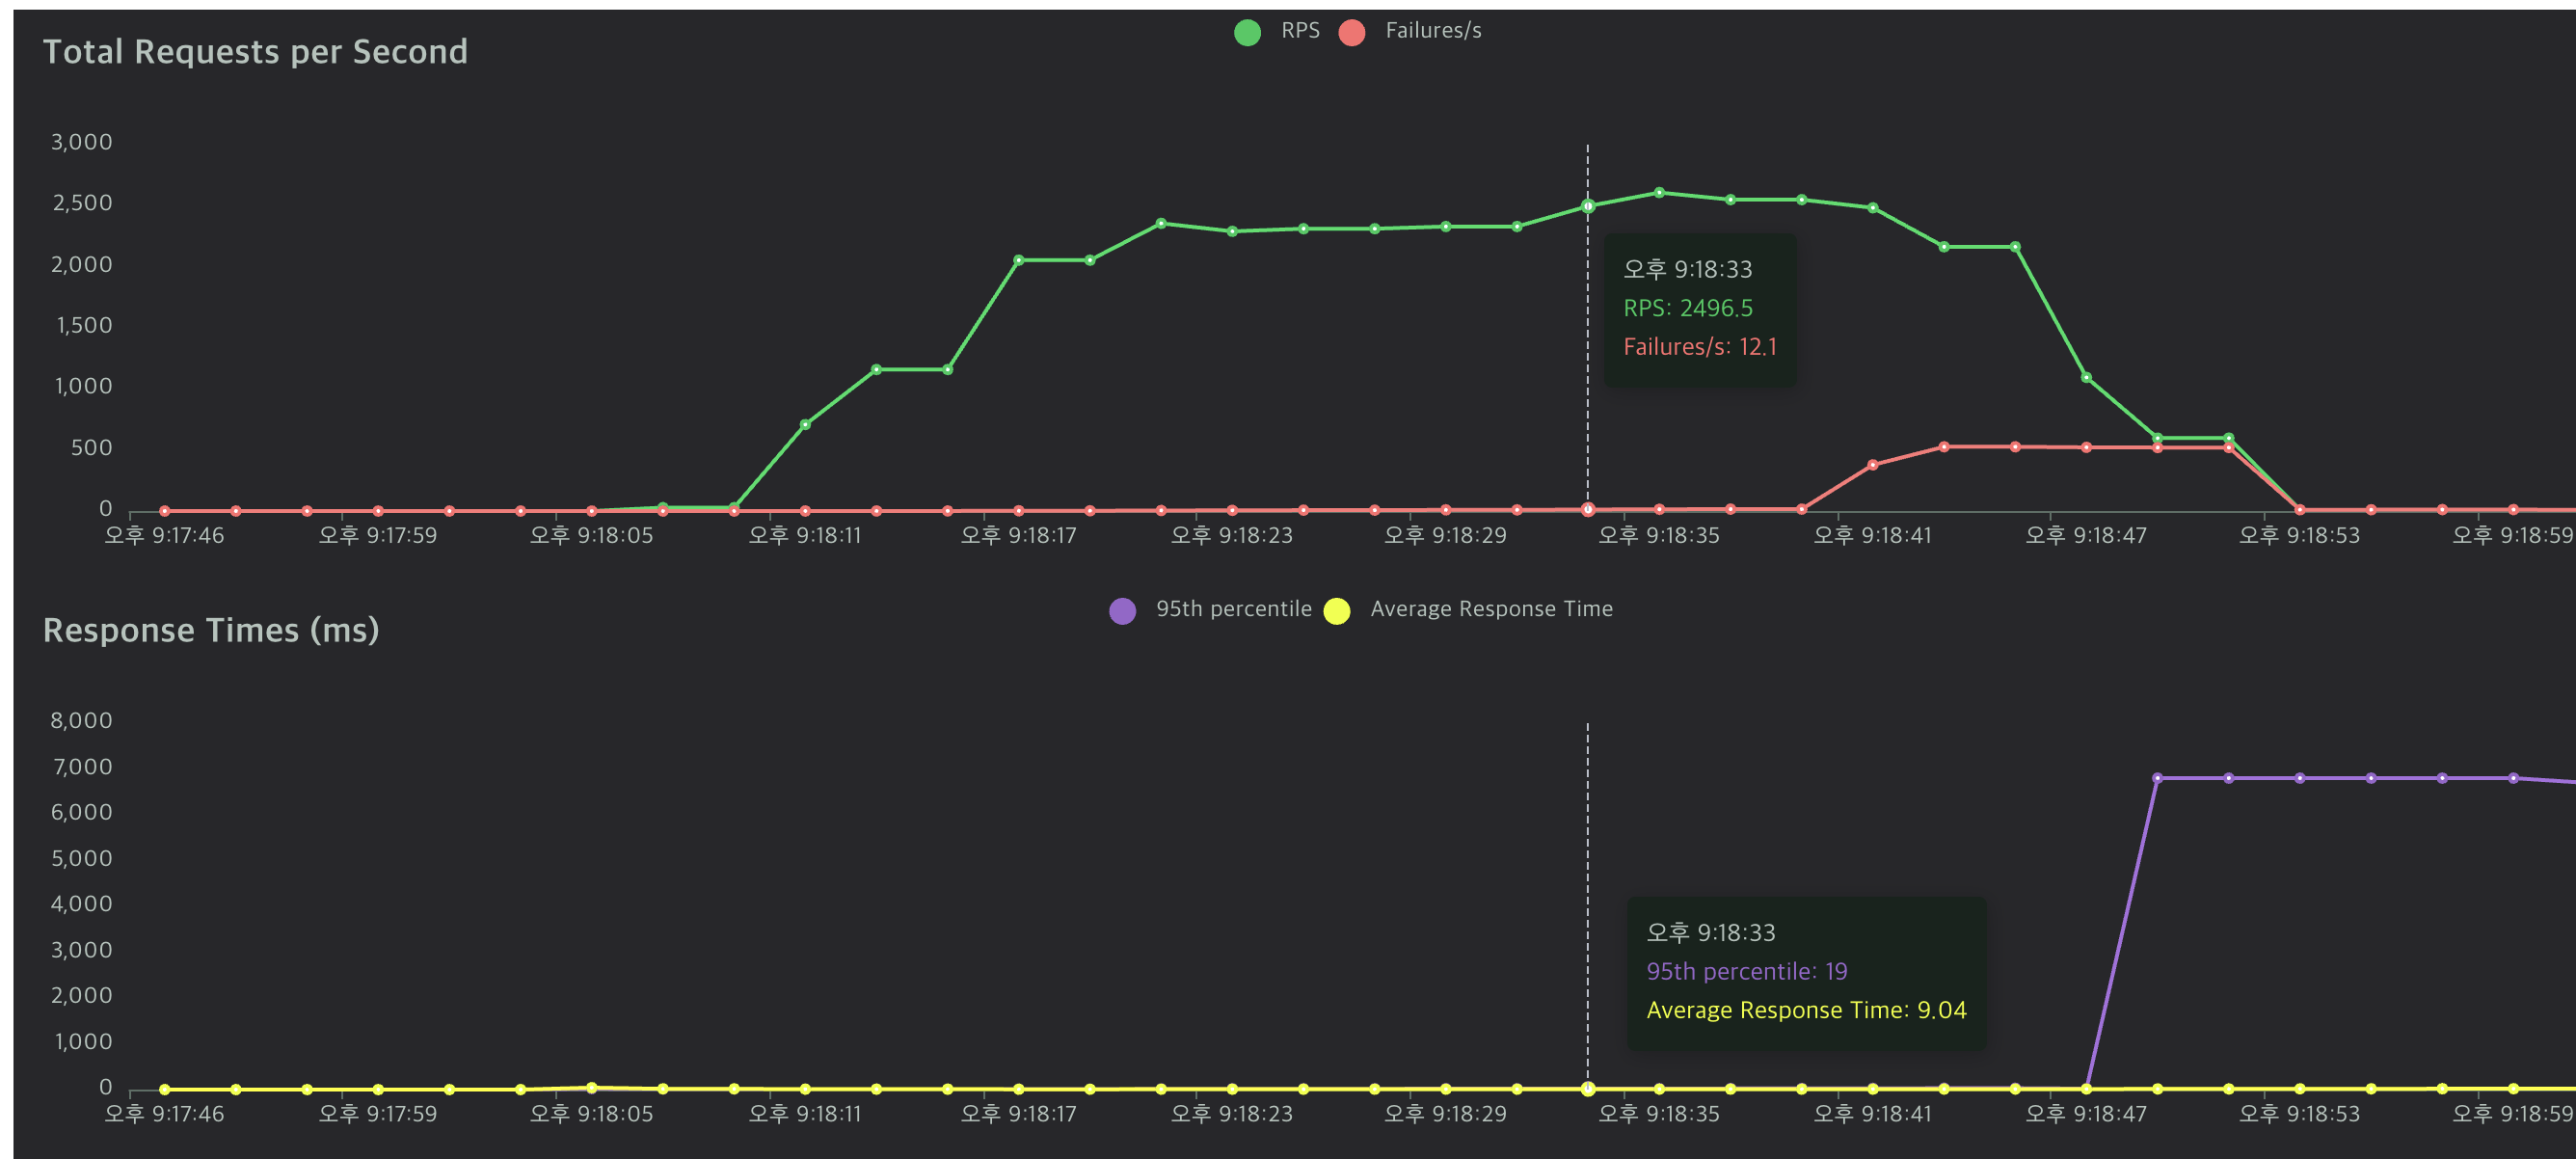 Total Requests per Second
RPS
Failures/s
3,000
2,500
2,000
1,500
1,000
500
0
오후 9:18:33
RPS: 2496.5
Failures/s: 12.1
오후 9:17:46
오후 9:17:59
오후 9:18:05
오후 9:18:11
오후 9:18:17
오후 9:18:23
오후 9:18:29
오후 9:18:35
오후 9:18:41
오후 9:18:47
오후 9:18:53
오후 9:18:59
Response Times (ms)
95th percentile
Average Response Time
8,000
7,000
6,000
5,000
4,000
3,000
2,000
1,000
0
오후 9:18:33
95th percentile: 19
Average Response Time: 9.04
오후 9:17:46
오후 9:17:59
오후 9:18:05
오후 9:18:11
오후 9:18:17
오후 9:18:23
오후 9:18:29
오후 9:18:35
오후 9:18:41
오후 9:18:47
오후 9:18:53
오후 9:18:59